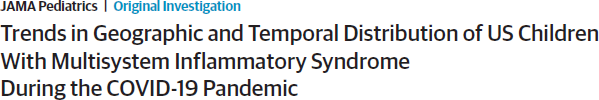 JAMA Pediatrics | Original Investigation
Trends in Geographic and Temporal Distribution of US Children
With Multisystem Inflammatory Syndrome
During the COVID-19 Pandemic